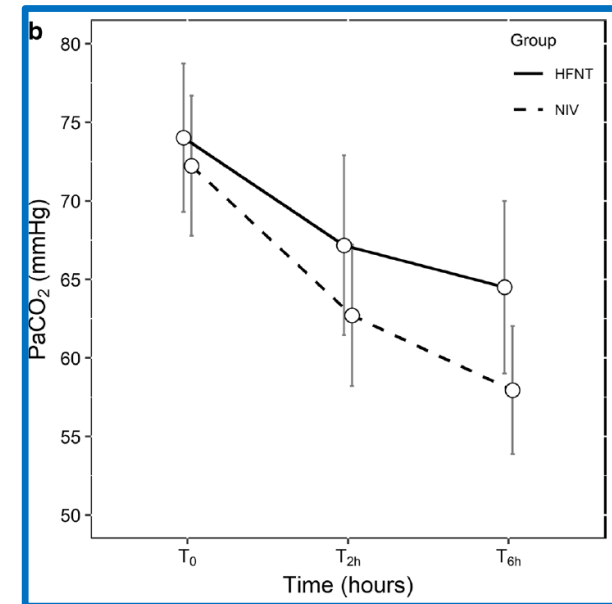 b
Group
HFNT
NIV
80
75
70
65
60
55
50
PaCO₂ (mmHg)
T₀
T₂ₕ
T₆ₕ
Time (hours)